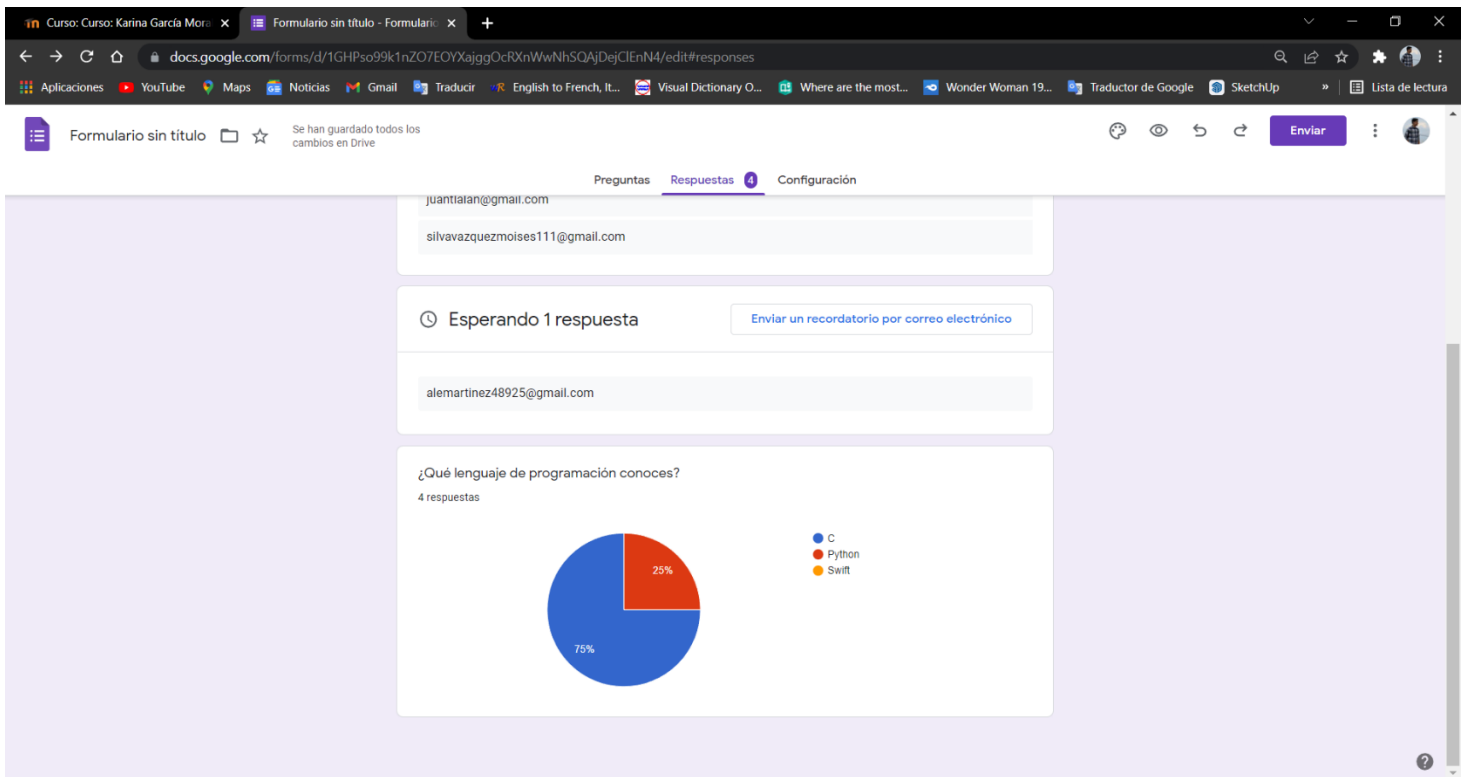 Curso: Curso: Karina García Mora
Formulario sin título - Formulario
docs.google.com/forms/d/1GHPso99k1nZO7EOYXajggOcRXnWwNhSQAjDejClEnN4/edit#responses
Aplicaciones YouTube Maps Noticias Gmail Traducir English to French, It... Visual Dictionary O... Where are the most... Wonder Woman 19... Traductor de Google SketchUp » Lista de lectura
Formulario sin título
Se han guardado todos los
cambios en Drive
Enviar
Preguntas Respuestas 4 Configuración
juantlalan@gmail.com
silvavazquezmoises111@gmail.com
Esperando 1 respuesta
Enviar un recordatorio por correo electrónico
alemartinez48925@gmail.com
¿Qué lenguaje de programación conoces?
4 respuestas
C
Python
Swift
25%
75%